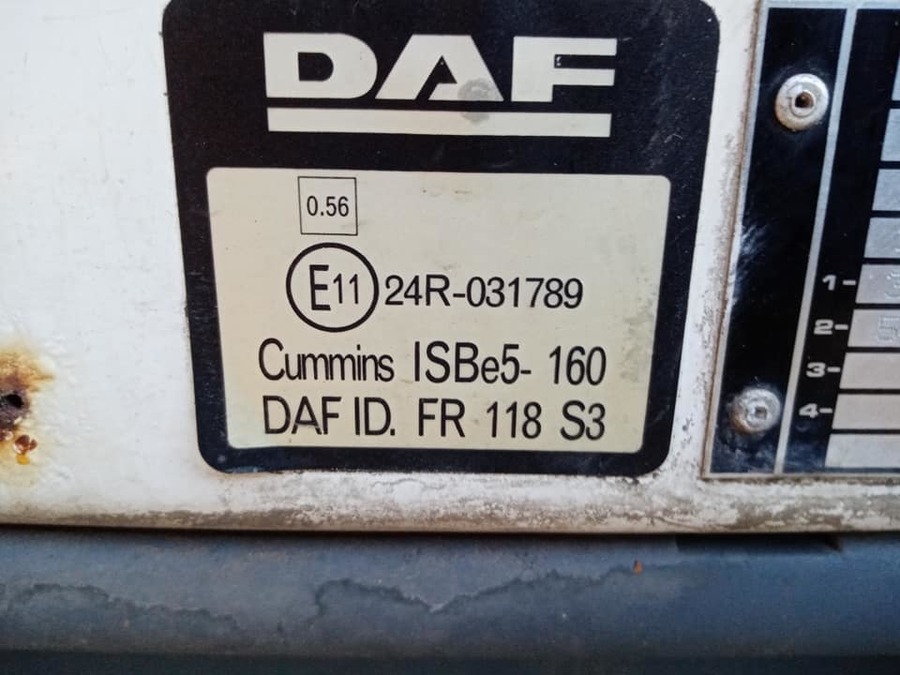 DAF
0.56
E11 24R-031789
Cummins ISBe5- 160
DAF ID. FR 118 S3
1-
2-
3-
4-